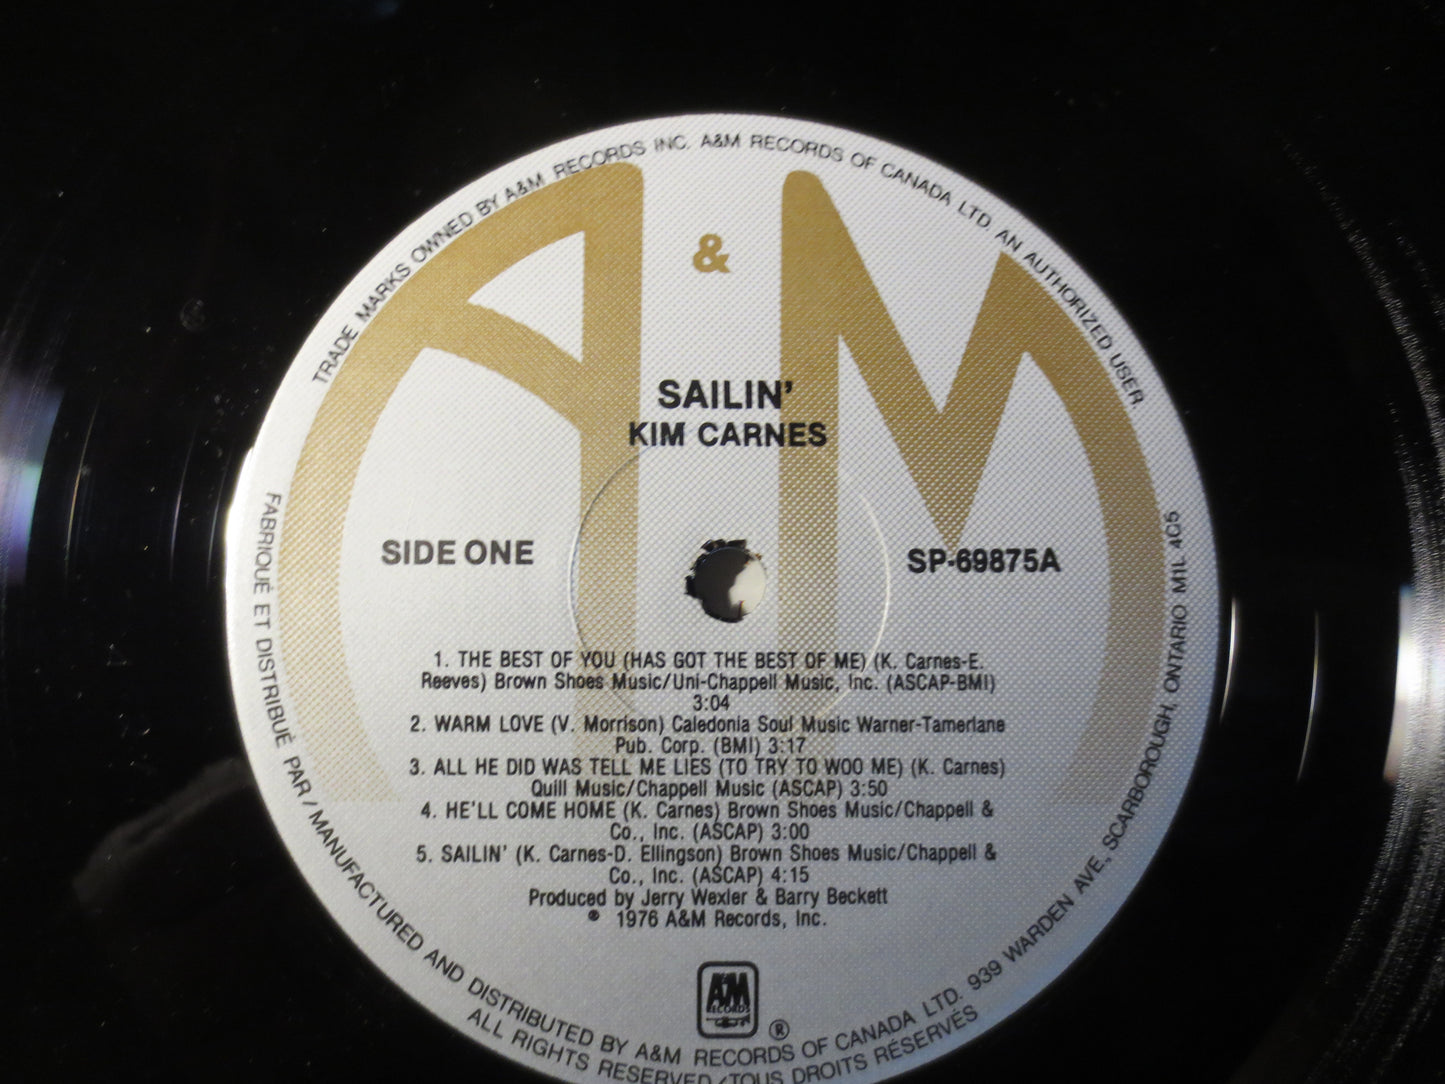 TRADE MARKS OWNED BY A&M RECORDS INC. A&M RECORDS OF CANADA LTD. AN AUTHORIZED USER
A & M
SAILIN'
KIM CARNES
SIDE ONE
SP-69875A
1. THE BEST OF YOU (HAS GOT THE BEST OF ME) (K. Carnes-E.
Reeves) Brown Shoes Music/Uni-Chappell Music, Inc. (ASCAP-BMI)
3:04
2. WARM LOVE (V. Morrison) Caledonia Soul Music Warner-Tamerlane
Pub. Corp. (BMI) 3:17
3. ALL HE DID WAS TELL ME LIES (TO TRY TO WOO ME) (K. Carnes)
Quill Music/Chappell Music (ASCAP) 3:50
4. HE'LL COME HOME (K. Carnes) Brown Shoes Music/Chappell &
Co., Inc. (ASCAP) 3:00
5. SAILIN' (K. Carnes-D. Ellingson) Brown Shoes Music/Chappell &
Co., Inc. (ASCAP) 4:15
Produced by Jerry Wexler & Barry Beckett
℗ 1976 A&M Records, Inc.
A&M
RECORDS
®
FABRIQUÉ ET DISTRIBUÉ PAR / MANUFACTURED AND DISTRIBUTED BY A&M RECORDS OF CANADA LTD. 939 WARDEN AVE., SCARBOROUGH, ONTARIO M1L 4C5
ALL RIGHTS RESERVED/TOUS DROITS RÉSERVÉS